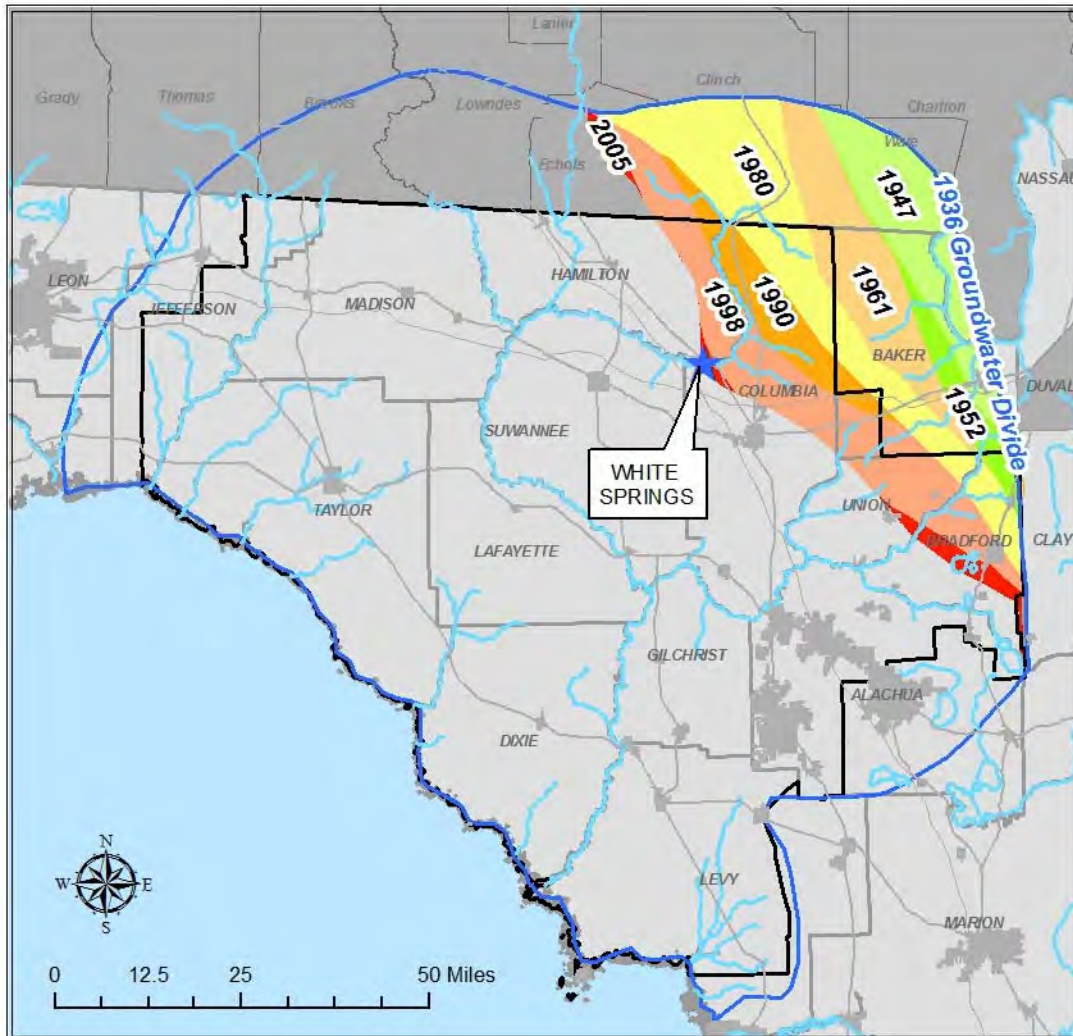 Lanier
Clinch
Grady
Thomas
Brooks
Lowndes
Charlton
Ware
Echols
2005
1980
1947
1936 Groundwater Divide
NASSAU
HAMILTON
LEON
JEFFERSON
MADISON
1998
1990
1961
BAKER
DUVAL
COLUMBIA
1952
SUWANNEE
WHITE
SPRINGS
UNION
TAYLOR
BRADFORD
CLAY
LAFAYETTE
GILCHRIST
ALACHUA
DIXIE
N
W
E
S
LEVY
MARION
0 12.5 25 50 Miles